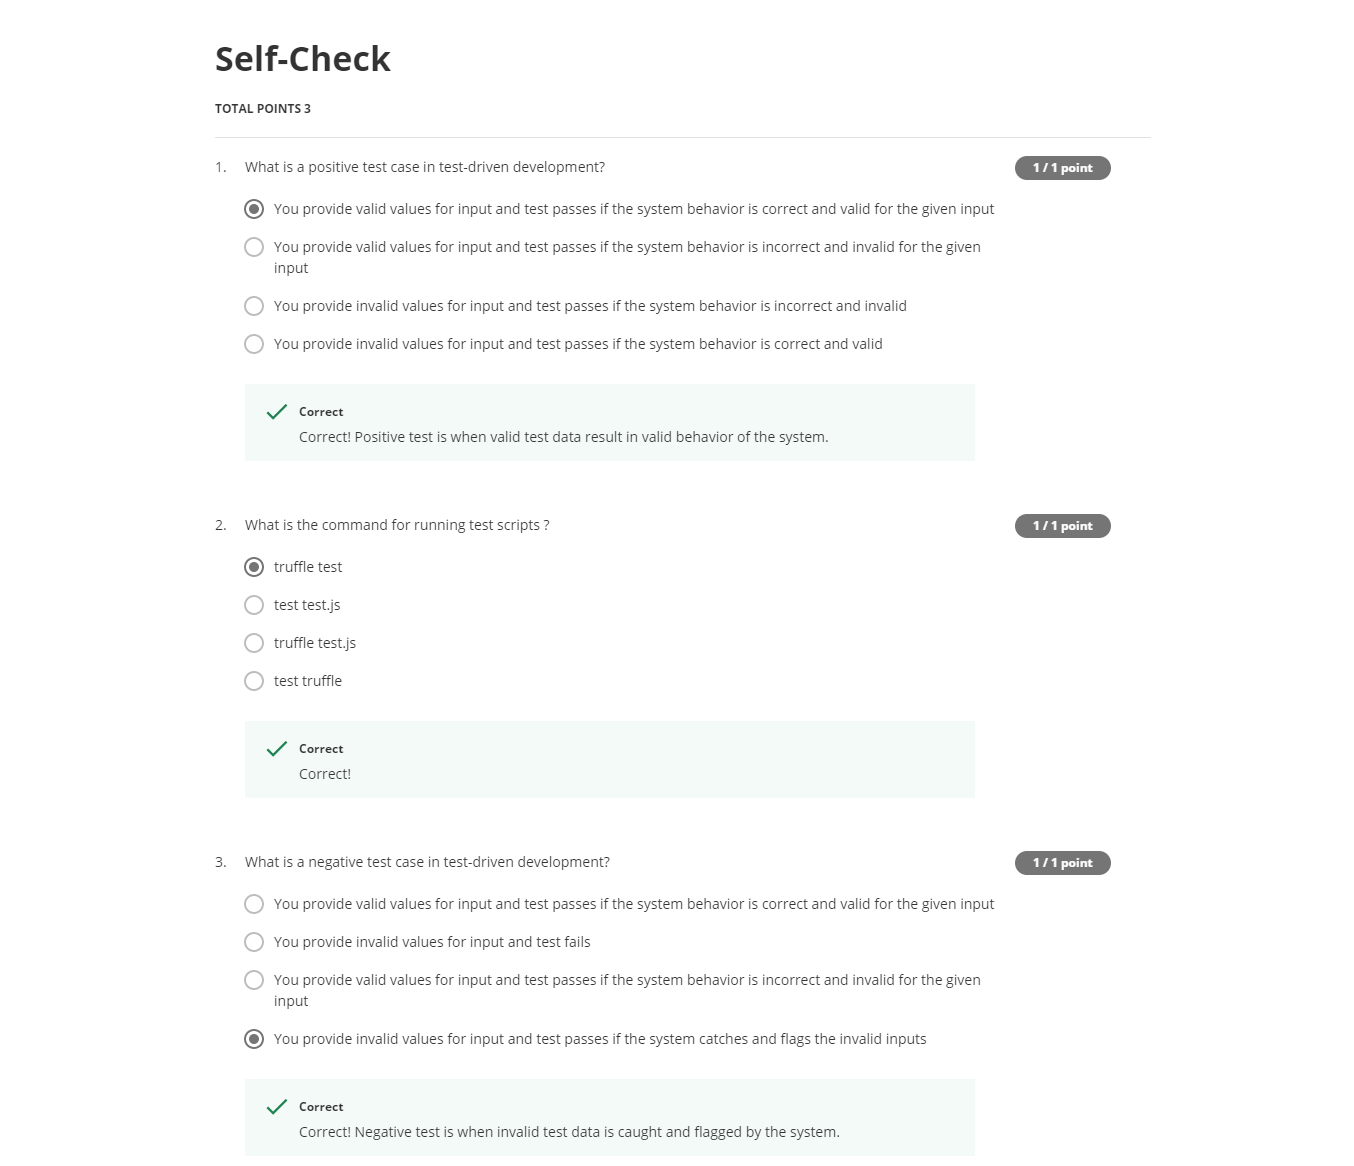 Self-Check
TOTAL POINTS 3
1. What is a positive test case in test-driven development?
1 / 1 point
You provide valid values for input and test passes if the system behavior is correct and valid for the given input
You provide valid values for input and test passes if the system behavior is incorrect and invalid for the given
input
You provide invalid values for input and test passes if the system behavior is incorrect and invalid
You provide invalid values for input and test passes if the system behavior is correct and valid
Correct
Correct! Positive test is when valid test data result in valid behavior of the system.
2. What is the command for running test scripts ?
1 / 1 point
truffle test
test test.js
truffle test.js
test truffle
Correct
Correct!
3. What is a negative test case in test-driven development?
1 / 1 point
You provide valid values for input and test passes if the system behavior is correct and valid for the given input
You provide invalid values for input and test fails
You provide valid values for input and test passes if the system behavior is incorrect and invalid for the given
input
You provide invalid values for input and test passes if the system catches and flags the invalid inputs
Correct
Correct! Negative test is when invalid test data is caught and flagged by the system.